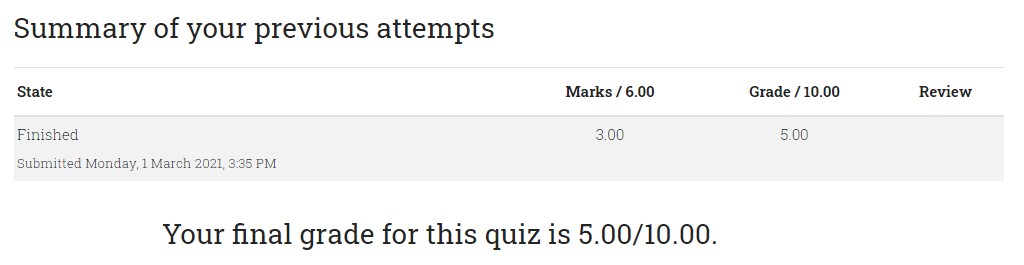 Summary of your previous attempts
State Marks / 6.00 Grade / 10.00 Review
Finished 3.00 5.00
Submitted Monday, 1 March 2021, 3:35 PM
Your final grade for this quiz is 5.00/10.00.